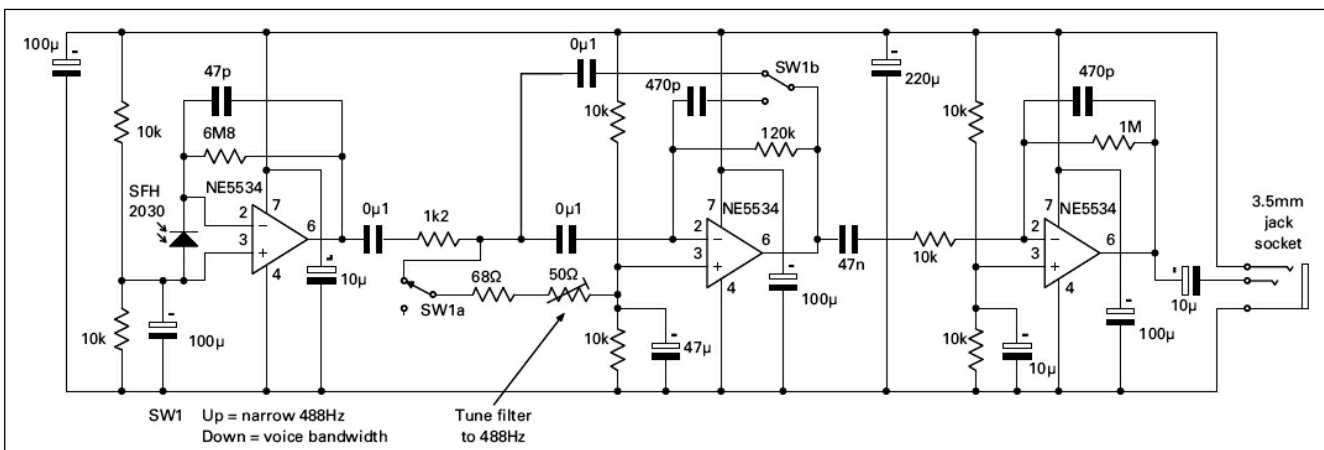 100µ
47p
10k
6M8
SFH
2030
NE5534
2
3
7
6
4
10k
100µ
10µ
0µ1
1k2
SW1a
68Ω
50Ω
0µ1
0µ1
SW1b
470p
10k
120k
NE5534
2
3
7
6
4
10k
47µ
100µ
47n
220µ
10k
10k
470p
1M
NE5534
2
3
7
6
4
10k
10µ
100µ
10µ
3.5mm
jack
socket
SW1 Up = narrow 488Hz
Down = voice bandwidth
Tune filter
to 488Hz